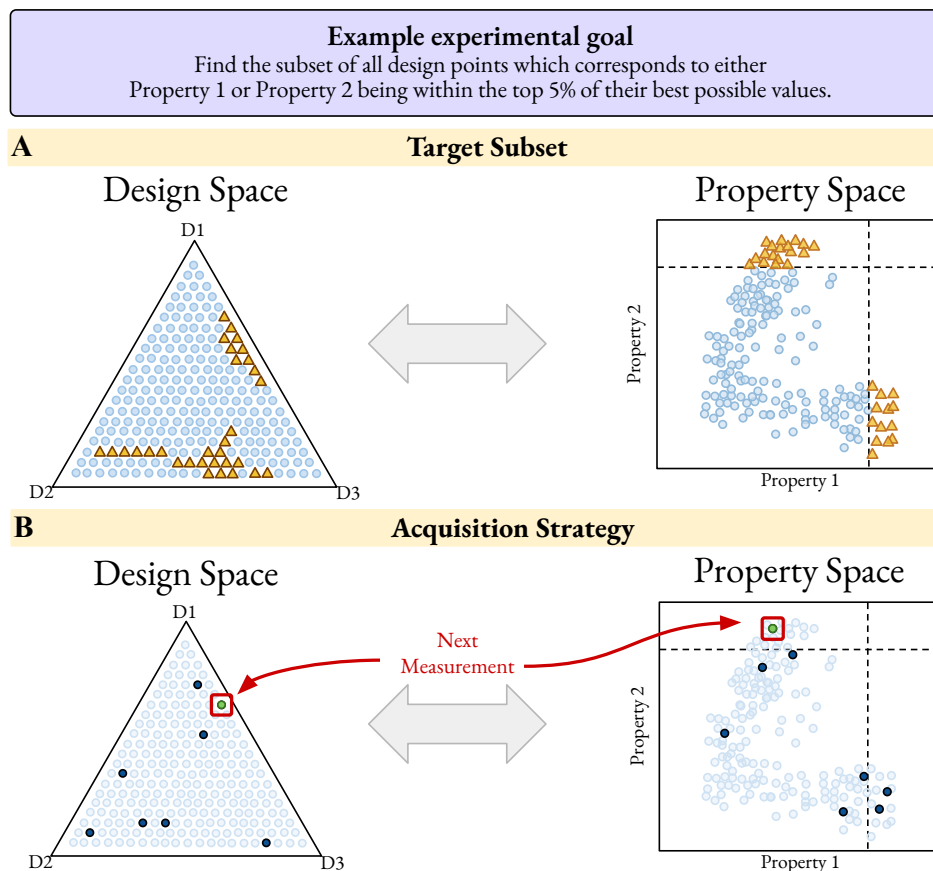 Example experimental goal
Find the subset of all design points which corresponds to either
Property 1 or Property 2 being within the top 5% of their best possible values.
A
Target Subset
Design Space
Property Space
D1
D2
D3
Property 2
Property 1
B
Acquisition Strategy
Design Space
Property Space
D1
Next
Measurement
D2
D3
Property 2
Property 1